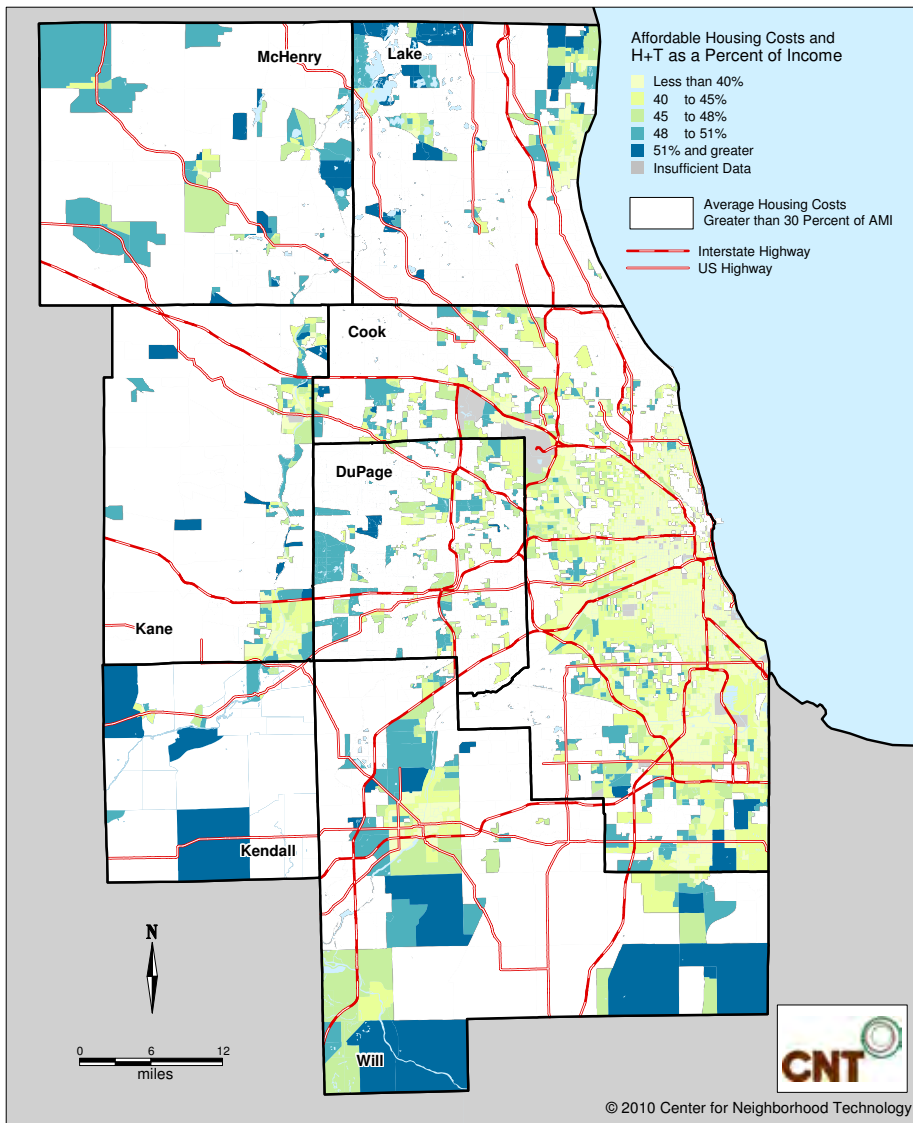 Affordable Housing Costs and
H+T as a Percent of Income
Less than 40%
40 to 45%
45 to 48%
48 to 51%
51% and greater
Insufficient Data
Average Housing Costs
Greater than 30 Percent of AMI
Interstate Highway
US Highway
McHenry
Lake
Cook
DuPage
Kane
Kendall
Will
N
0 6 12
miles
CNT
© 2010 Center for Neighborhood Technology